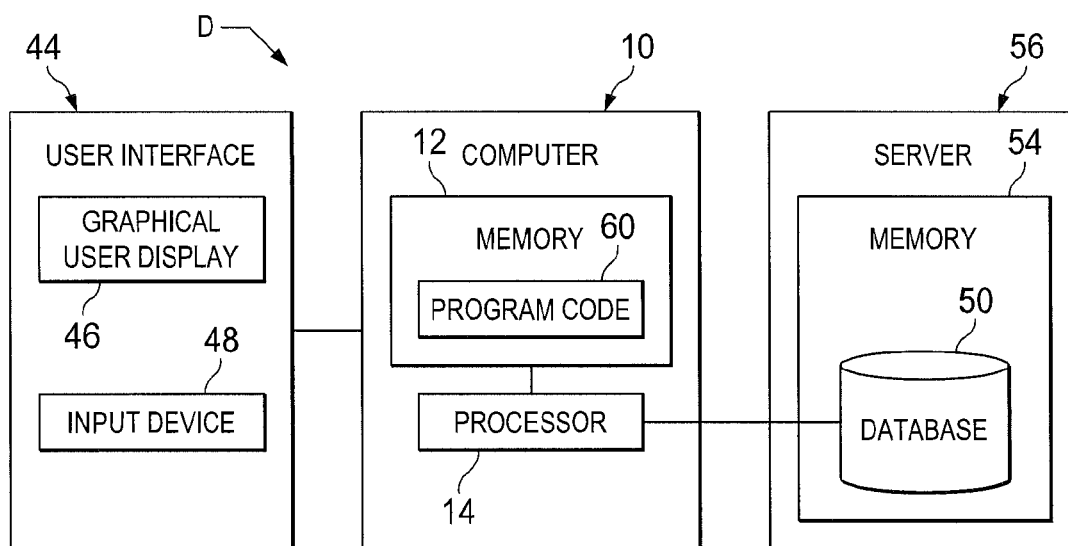 D
44
10
56
USER INTERFACE
GRAPHICAL
USER DISPLAY
46
48
INPUT DEVICE
COMPUTER
12
MEMORY
60
PROGRAM CODE
PROCESSOR
14
SERVER
54
MEMORY
50
DATABASE